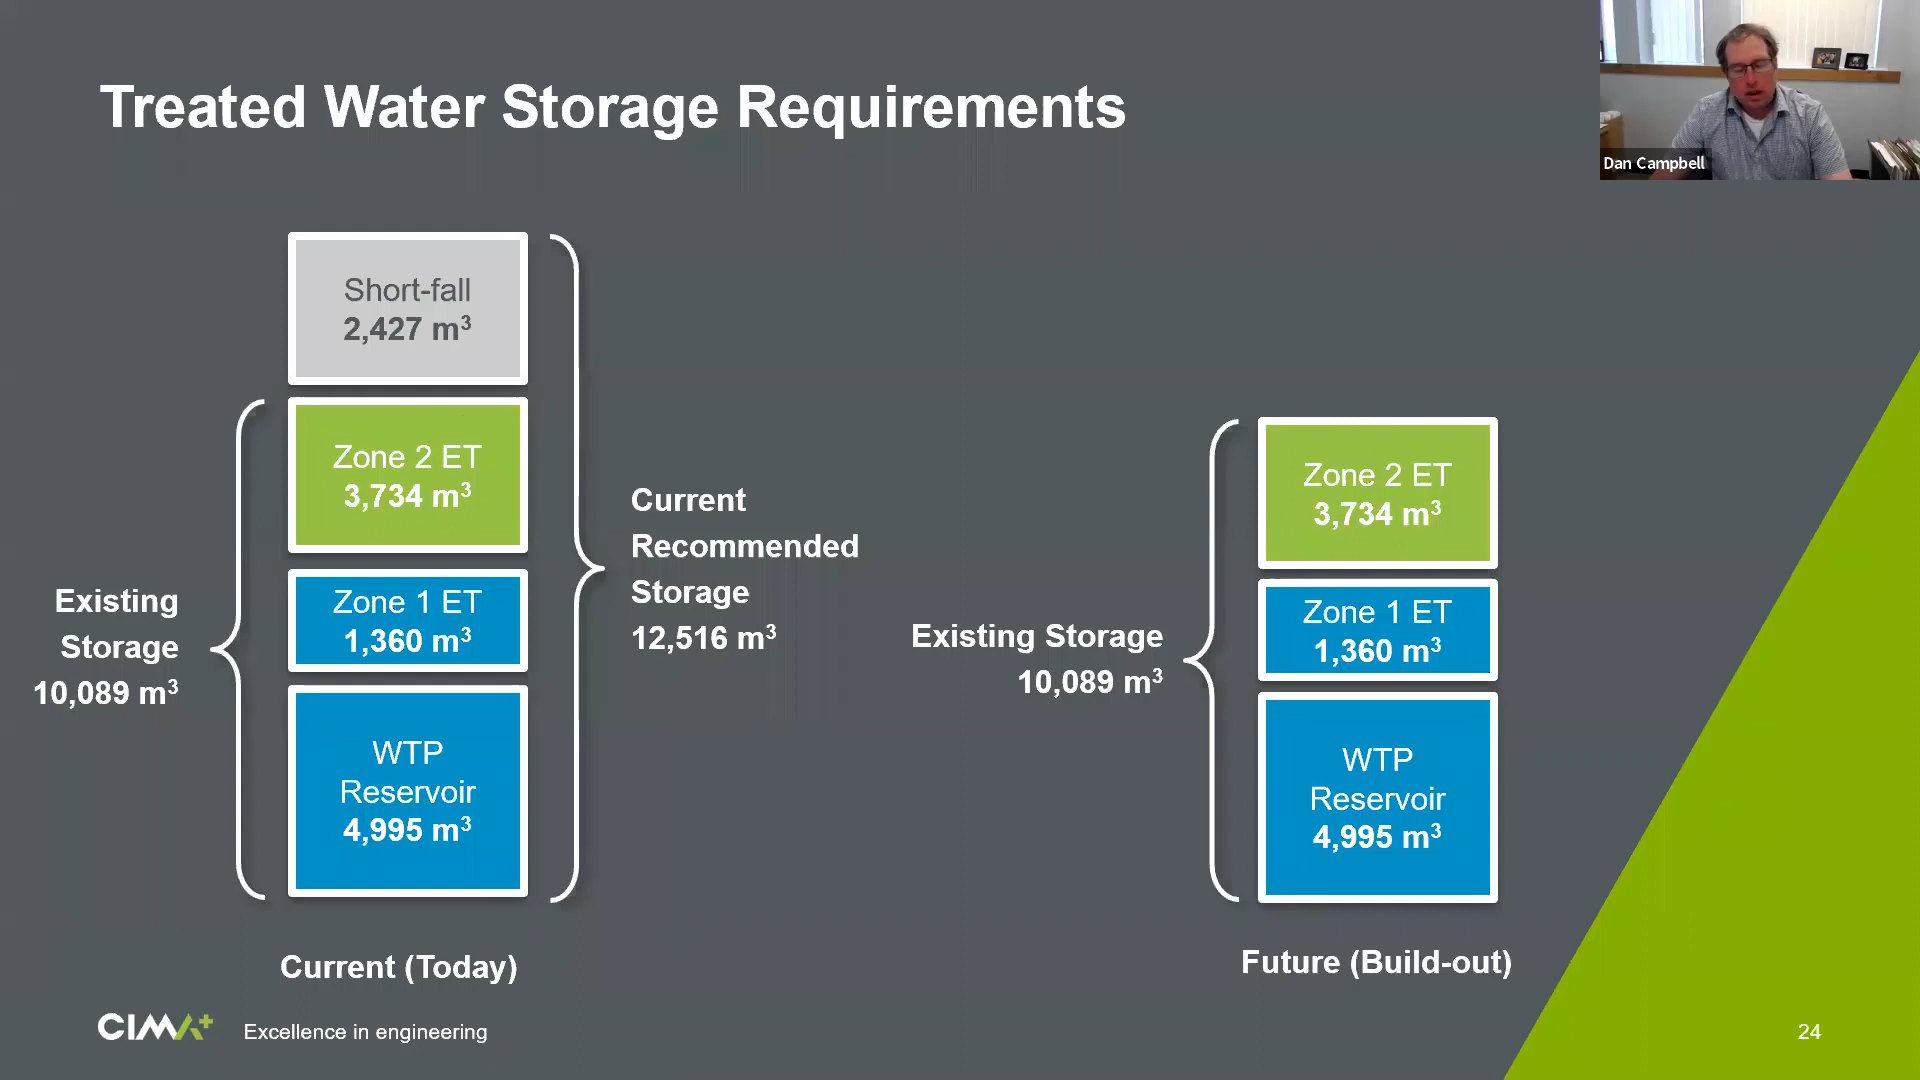 Treated Water Storage Requirements
Dan Campbell
Short-fall
2,427 m³
Zone 2 ET
3,734 m³
Zone 1 ET
1,360 m³
WTP
Reservoir
4,995 m³
Existing
Storage
10,089 m³
Current
Recommended
Storage
12,516 m³
Current (Today)
Existing Storage
10,089 m³
Zone 2 ET
3,734 m³
Zone 1 ET
1,360 m³
WTP
Reservoir
4,995 m³
Future (Build-out)
CIMA+
Excellence in engineering
24